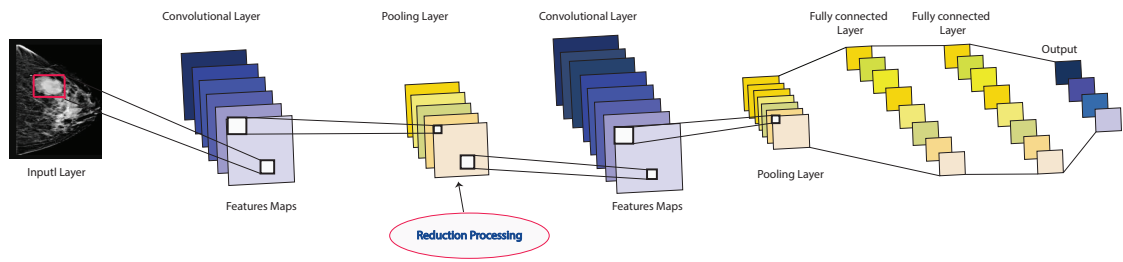 Convolutional Layer
Pooling Layer
Convolutional Layer
Fully connected
Layer
Fully connected
Layer
Output
Inputl Layer
Features Maps
Reduction Processing
Features Maps
Pooling Layer